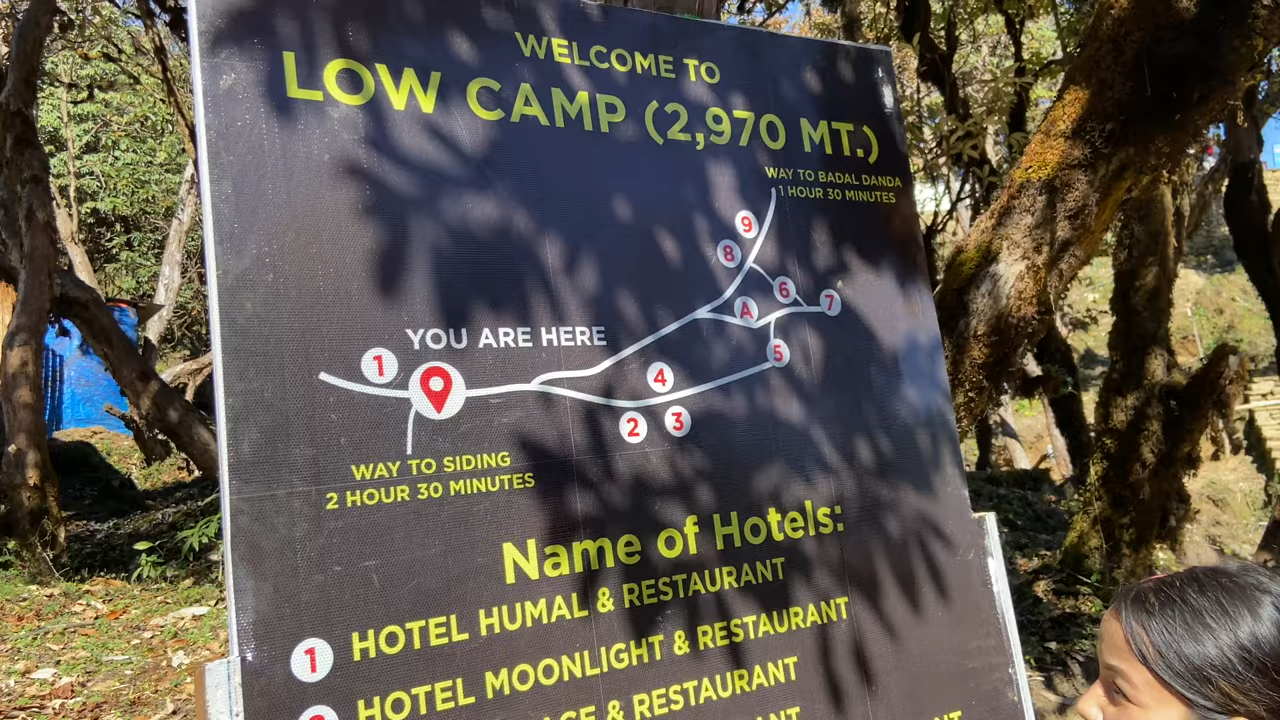 WELCOME TO
LOW CAMP (2,970 MT.)
WAY TO BADAL DANDA
1 HOUR 30 MINUTES
9
8
6
7
A
5
YOU ARE HERE
1
4
2
3
WAY TO SIDING
2 HOUR 30 MINUTES
Name of Hotels:
1 HOTEL HUMAL & RESTAURANT
HOTEL MOONLIGHT & RESTAURANT
& RESTAURANT